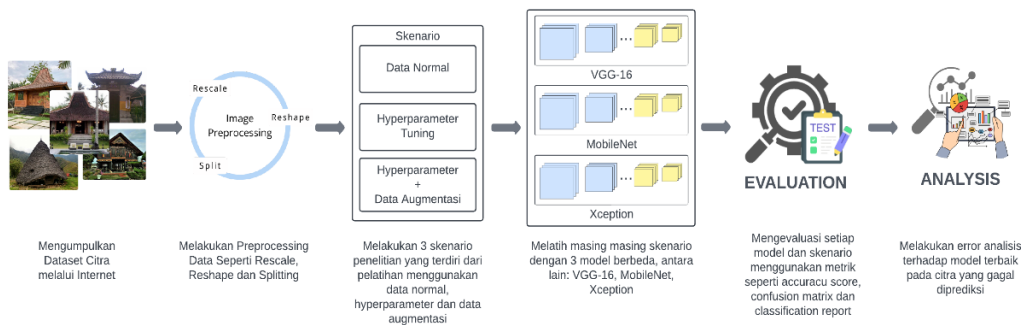 Rescale
Image
Preprocessing
Reshape
Split
Skenario
Data Normal
Hyperparameter
Tuning
Hyperparameter
+
Data Augmentasi
VGG-16
MobileNet
Xception
TEST
EVALUATION
ANALYSIS
Mengumpulkan
Dataset Citra
melalui Internet
Melakukan Preprocessing
Data Seperti Rescale,
Reshape dan Splitting
Melakukan 3 skenario
penelitian yang terdiri dari
pelatihan menggunakan
data normal,
hyperparameter dan data
augmentasi
Melatih masing masing skenario
dengan 3 model berbeda, antara
lain: VGG-16, MobileNet,
Xception
Mengevaluasi setiap
model dan skenario
menggunakan metrik
seperti accuracu score,
confusion matrix dan
classification report
Melakukan error analisis
terhadap model terbaik
pada citra yang gagal
diprediksi